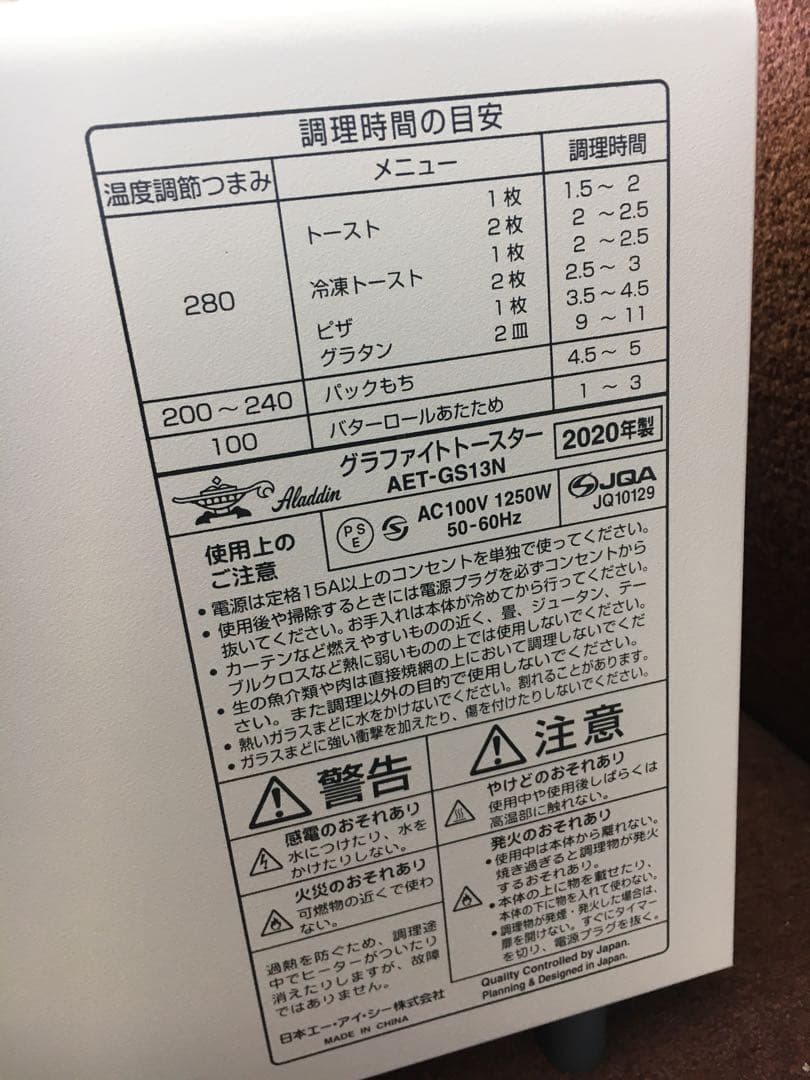 調理時間の目安
温度調節つまみ メニュー 調理時間
280 トースト 1枚 1.5～ 2
2枚 2 ～2.5
冷凍トースト 1枚 2 ～2.5
2枚 2.5～ 3
ピザ 1枚 3.5～4.5
グラタン 2皿 9 ～ 11
200～240 パックもち 4.5～ 5
100 バターロールあたため 1 ～ 3
Aladdin
グラファイトトースター
AET-GS13N
2020年製
使用上の
ご注意
PSE
AC100V 1250W
50-60Hz
JQA
JQ10129
•電源は定格15A以上のコンセントを単独で使ってください。
•使用後や掃除するときには電源プラグを必ずコンセントから
抜いてください。お手入れは本体が冷めてから行ってください。
•カーテンなど燃えやすいものの近く、畳、ジュータン、テー
ブルクロスなど熱に弱いものの上では使用しないでください。
•生の魚介類や肉は直接焼網の上において調理しないでくだ
さい。また調理以外の目的で使用しないでください。
•熱いガラスまどに水をかけないでください。割れることがあります。
•ガラスまどに強い衝撃を加えたり、傷を付けたりしないでください。
警告
感電のおそれあり
水につけたり、水を
かけたりしない。
火災のおそれあり
可燃物の近くで使わ
ない。
過熱を防ぐため、調理途
中でヒーターがついたり
消えたりしますが、故障
ではありません。
日本エー・アイ・シー株式会社
MADE IN CHINA
注意
やけどのおそれあり
使用中や使用後しばらくは
高温部に触れない。
発火のおそれあり
•使用中は本体から離れない。
焼き過ぎると調理物が発火
するおそれあり。
•本体の上に物を載せたり、
本体の下に物を入れて使わない。
•調理物が発煙・発火した場合は、
扉を開けない。すぐにタイマー
を切り、電源プラグを抜く。
Quality Controlled by Japan.
Planning & Designed in Japan.